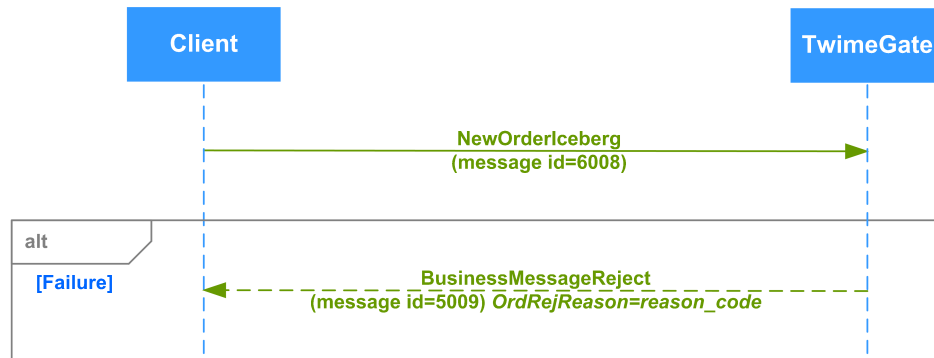 Client
TwimeGate
NewOrderIceberg
(message id=6008)
alt
[Failure]
BusinessMessageReject
(message id=5009) OrdRejReason=reason_code